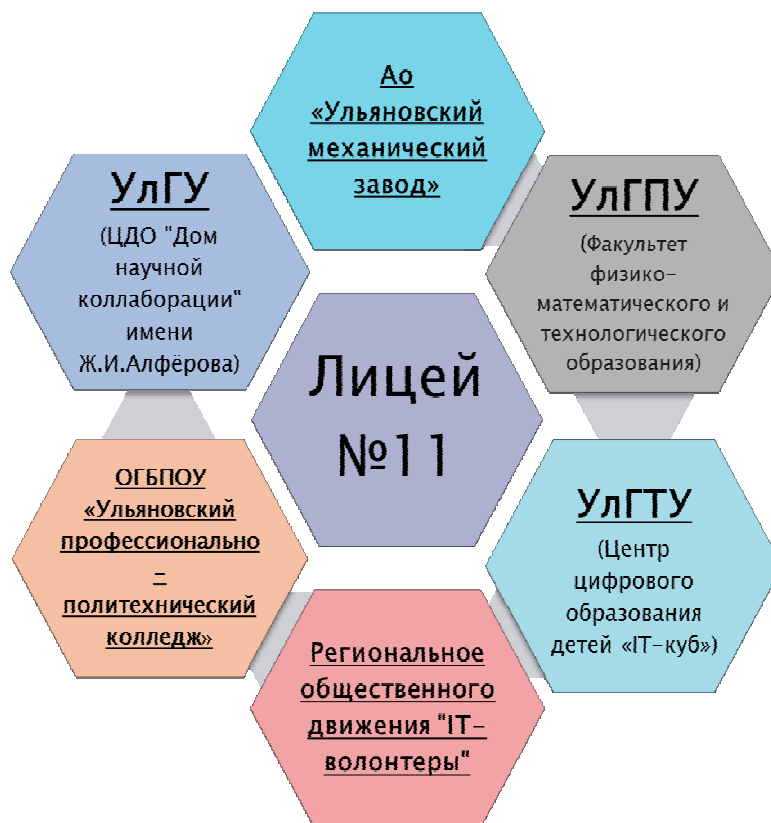 Ао
«Ульяновский
механический
завод»
УлГУ
(ЦДО "Дом
научной
коллаборации"
имени
Ж.И.Алфёрова)
УлГПУ
(Факультет
физико-
математического и
технологического
образования)
Лицей
№11
ОГБПОУ
«Ульяновский
профессионально
–
политехнический
колледж»
УлГТУ
(Центр
цифрового
образования
детей «IT-куб»)
Региональное
общественного
движения "IT-
волонтеры"